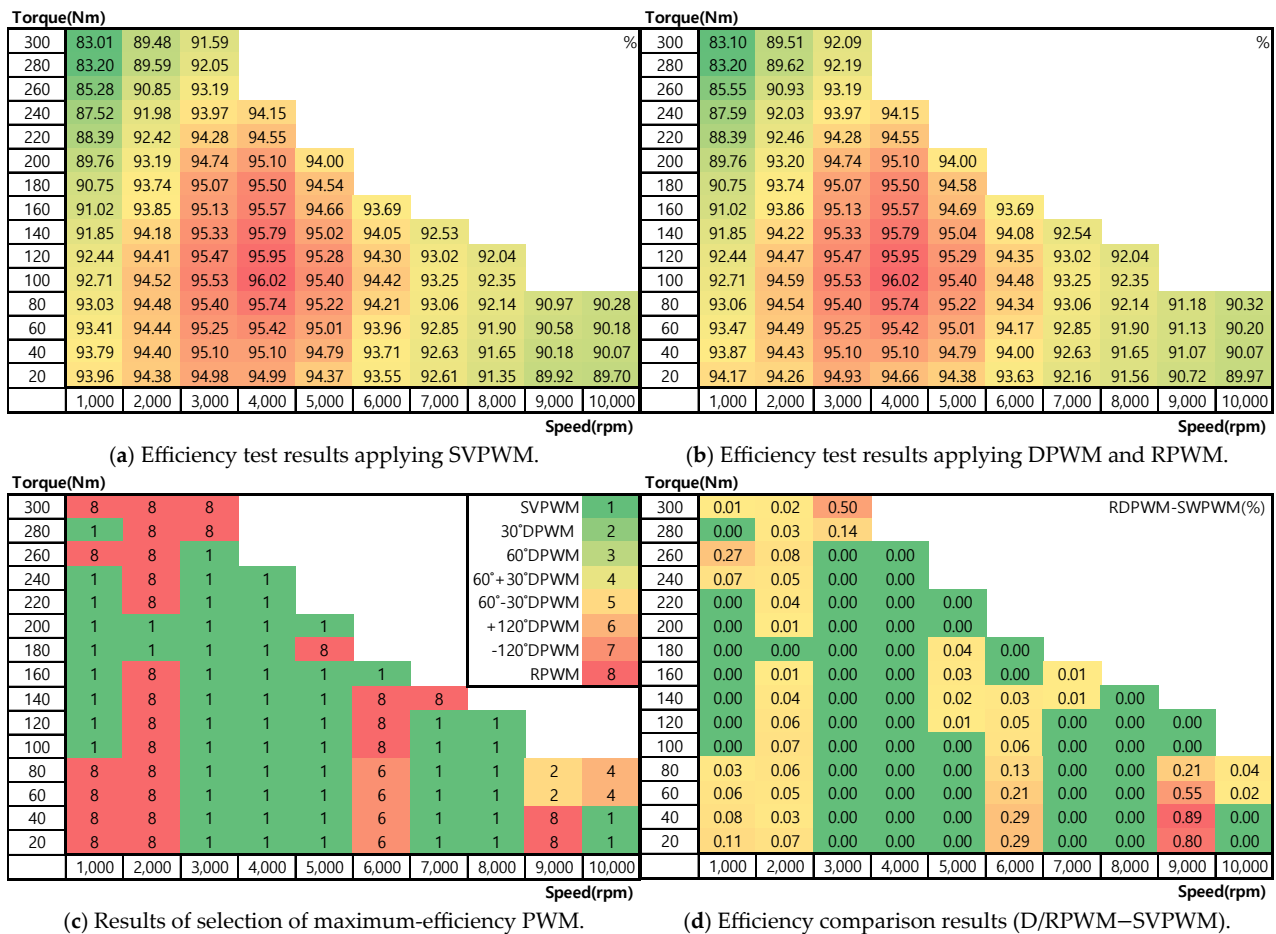 Torque(Nm)
300 83.01 89.48 91.59 %
280 83.20 89.59 92.05
260 85.28 90.85 93.19
240 87.52 91.98 93.97 94.15
220 88.39 92.42 94.28 94.55
200 89.76 93.19 94.74 95.10 94.00
180 90.75 93.74 95.07 95.50 94.54
160 91.02 93.85 95.13 95.57 94.66 93.69
140 91.85 94.18 95.33 95.79 95.02 94.05 92.53
120 92.44 94.41 95.47 95.95 95.28 94.30 93.02 92.04
100 92.71 94.52 95.53 96.02 95.40 94.42 93.25 92.35
80 93.03 94.48 95.40 95.74 95.22 94.21 93.06 92.14 90.97 90.28
60 93.41 94.44 95.25 95.42 95.01 93.96 92.85 91.90 90.58 90.18
40 93.79 94.40 95.10 95.10 94.79 93.71 92.63 91.65 90.18 90.07
20 93.96 94.38 94.98 94.99 94.37 93.55 92.61 91.35 89.92 89.70
1,000 2,000 3,000 4,000 5,000 6,000 7,000 8,000 9,000 10,000
Speed(rpm)
(a) Efficiency test results applying SVPWM.
Torque(Nm)
300 83.10 89.51 92.09 %
280 83.20 89.62 92.19
260 85.55 90.93 93.19
240 87.59 92.03 93.97 94.15
220 88.39 92.46 94.28 94.55
200 89.76 93.20 94.74 95.10 94.00
180 90.75 93.74 95.07 95.50 94.58
160 91.02 93.86 95.13 95.57 94.69 93.69
140 91.85 94.22 95.33 95.79 95.04 94.08 92.54
120 92.44 94.47 95.47 95.95 95.29 94.35 93.02 92.04
100 92.71 94.59 95.53 96.02 95.40 94.48 93.25 92.35
80 93.06 94.54 95.40 95.74 95.22 94.34 93.06 92.14 91.18 90.32
60 93.47 94.49 95.25 95.42 95.01 94.17 92.85 91.90 91.13 90.20
40 93.87 94.43 95.10 95.10 94.79 94.00 92.63 91.65 91.07 90.07
20 94.17 94.26 94.93 94.66 94.38 93.63 92.16 91.56 90.72 89.97
1,000 2,000 3,000 4,000 5,000 6,000 7,000 8,000 9,000 10,000
Speed(rpm)
(b) Efficiency test results applying DPWM and RPWM.
Torque(Nm)
300 8 8 8 SVPWM 1
280 1 8 8 30°DPWM 2
260 8 8 1 60°DPWM 3
240 1 8 1 1 60°+30°DPWM 4
220 1 8 1 1 60°-30°DPWM 5
200 1 1 1 1 1 +120°DPWM 6
180 1 1 1 1 8 -120°DPWM 7
160 1 8 1 1 1 1 RPWM 8
140 1 8 1 1 1 8 8
120 1 8 1 1 1 8 1 1
100 1 8 1 1 1 8 1 1
80 8 8 1 1 1 6 1 1 2 4
60 8 8 1 1 1 6 1 1 2 4
40 8 8 1 1 1 6 1 1 8 1
20 8 8 1 1 1 6 1 1 8 1
1,000 2,000 3,000 4,000 5,000 6,000 7,000 8,000 9,000 10,000
Speed(rpm)
(c) Results of selection of maximum-efficiency PWM.
300 0.01 0.02 0.50 RDPWM-SWPWM(%)
280 0.00 0.03 0.14
260 0.27 0.08 0.00 0.00
240 0.07 0.05 0.00 0.00
220 0.00 0.04 0.00 0.00 0.00
200 0.00 0.01 0.00 0.00 0.00
180 0.00 0.00 0.00 0.00 0.04 0.00
160 0.00 0.01 0.00 0.00 0.03 0.00 0.01
140 0.00 0.04 0.00 0.00 0.02 0.03 0.01 0.00
120 0.00 0.06 0.00 0.00 0.01 0.05 0.00 0.00 0.00
100 0.00 0.07 0.00 0.00 0.00 0.06 0.00 0.00 0.00
80 0.03 0.06 0.00 0.00 0.00 0.13 0.00 0.00 0.21 0.04
60 0.06 0.05 0.00 0.00 0.00 0.21 0.00 0.00 0.55 0.02
40 0.08 0.03 0.00 0.00 0.00 0.29 0.00 0.00 0.89 0.00
20 0.11 0.07 0.00 0.00 0.00 0.29 0.00 0.00 0.80 0.00
1,000 2,000 3,000 4,000 5,000 6,000 7,000 8,000 9,000 10,000
Speed(rpm)
(d) Efficiency comparison results (D/RPWM−SVPWM).